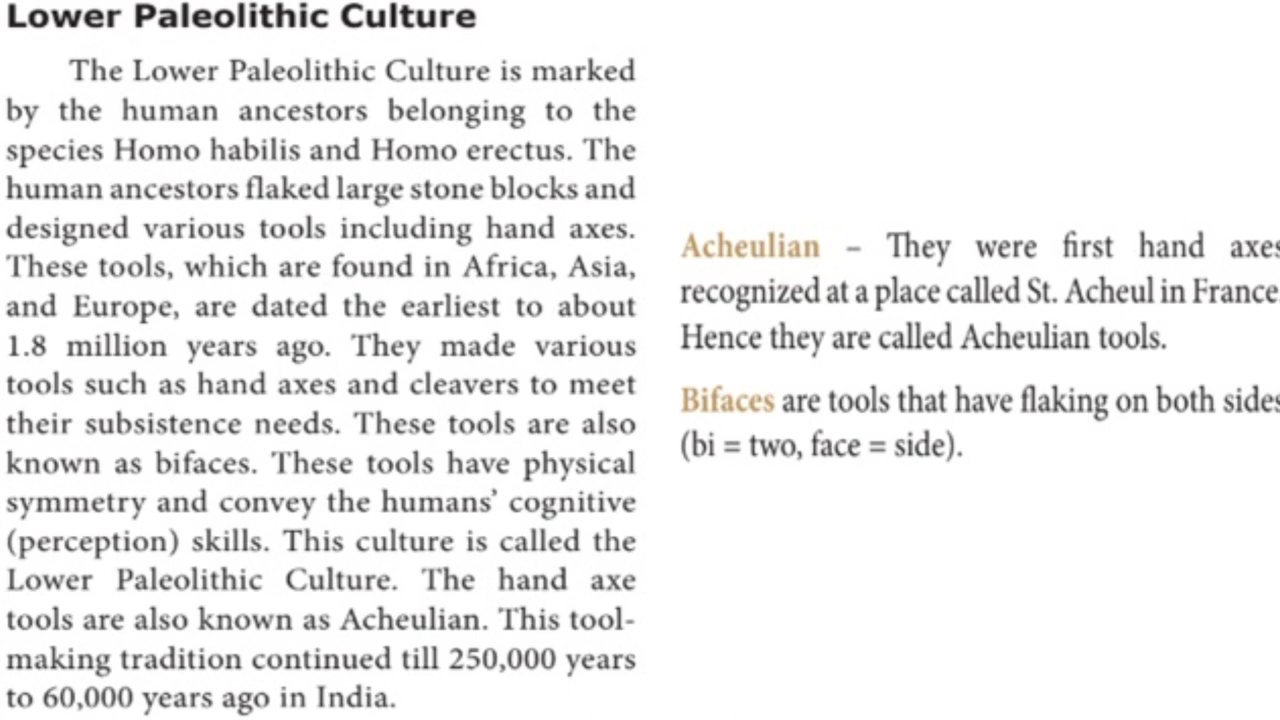 Lower Paleolithic Culture
The Lower Paleolithic Culture is marked
by the human ancestors belonging to the
species Homo habilis and Homo erectus. The
human ancestors flaked large stone blocks and
designed various tools including hand axes.
These tools, which are found in Africa, Asia,
and Europe, are dated the earliest to about
1.8 million years ago. They made various
tools such as hand axes and cleavers to meet
their subsistence needs. These tools are also
known as bifaces. These tools have physical
symmetry and convey the humans’ cognitive
(perception) skills. This culture is called the
Lower Paleolithic Culture. The hand axe
tools are also known as Acheulian. This tool-
making tradition continued till 250,000 years
to 60,000 years ago in India.
Acheulian – They were first hand axes
recognized at a place called St. Acheul in France.
Hence they are called Acheulian tools.
Bifaces are tools that have flaking on both sides
(bi = two, face = side).